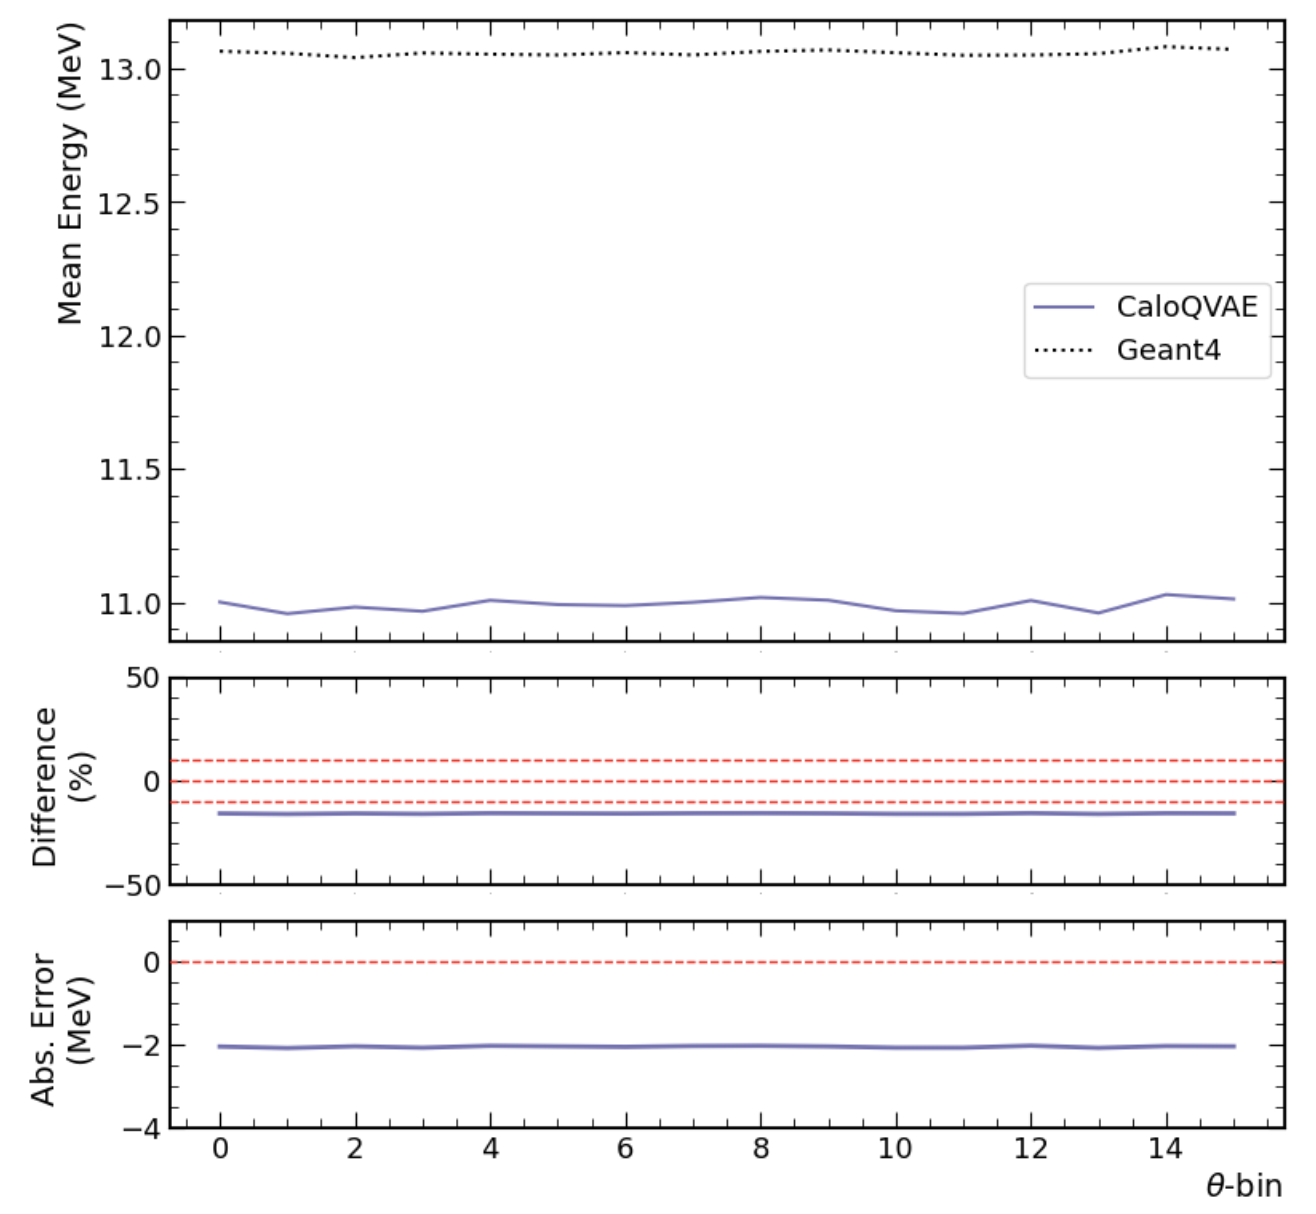 Mean Energy (MeV)
13.0
12.5
12.0
11.5
11.0
CaloQVAE
Geant4
Difference
(%)
50
0
−50
Abs. Error
(MeV)
0
−2
−4
0 2 4 6 8 10 12 14
θ-bin